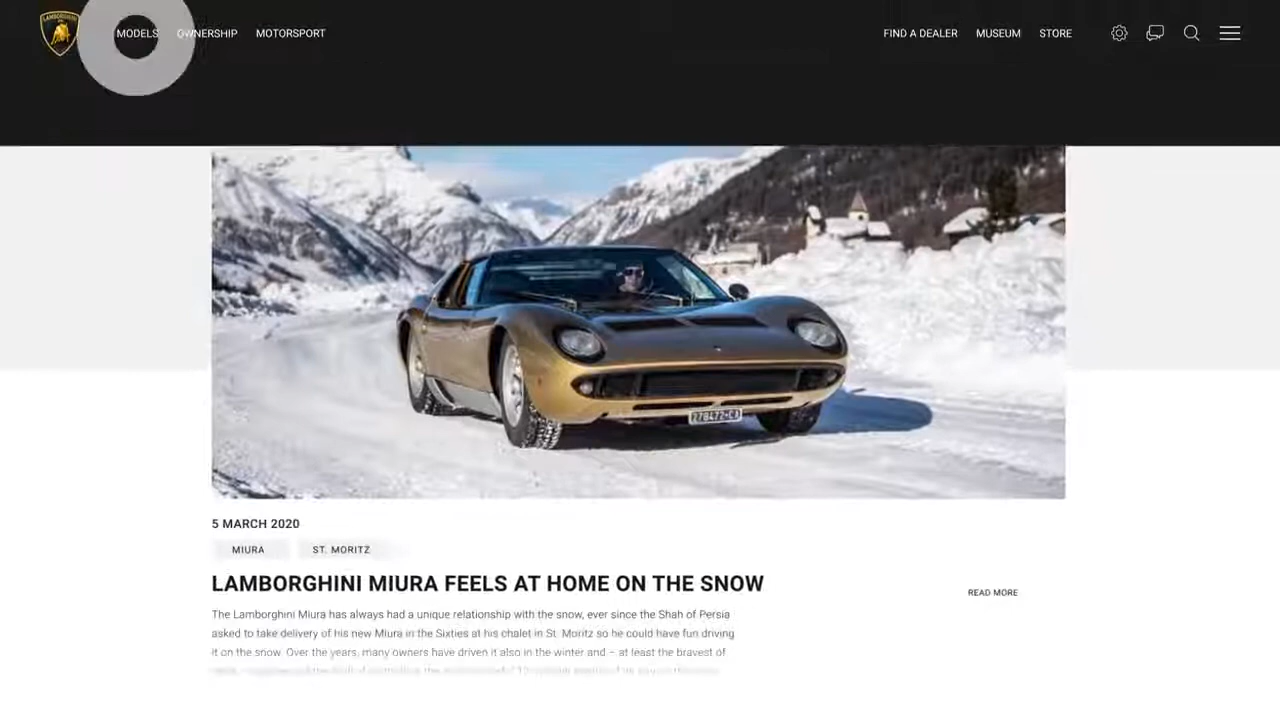 LAMBORGHINI
MODELS
OWNERSHIP
MOTORSPORT
FIND A DEALER
MUSEUM
STORE
278472-CA
5 MARCH 2020
MIURA
ST. MORITZ
LAMBORGHINI MIURA FEELS AT HOME ON THE SNOW
READ MORE
The Lamborghini Miura has always had a unique relationship with the snow, ever since the Shah of Persia
asked to take delivery of his new Miura in the Sixties at his chalet in St. Moritz so he could have fun driving
it on the snow. Over the years, many owners have driven it also in the winter and – at least the bravest of